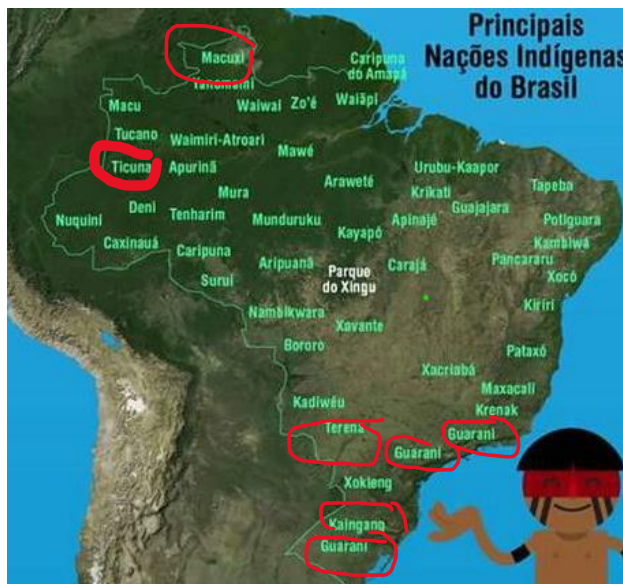 Principais
Nações Indígenas
do Brasil
Macuxi
Caripuna
do Amapá
Yanomami
Macu
Waiwai
Zo'é
Waiãpi
Tucano
Waimiri-Atroari
Mawé
Ticuna
Apurinã
Urubu-Kaapor
Araweté
Krikati
Tapeba
Mura
Guajajara
Deni
Tenharim
Munduruku
Apinajé
Potiguara
Nuquini
Kayapó
Caxinauá
Caripuna
Kambiwá
Pancararu
Aripuanã
Parque
do Xingu
Carajá
Xocó
Surui
Kiriri
Nambikwara
Xavante
Bororo
Pataxó
Xacriabá
Maxacali
Kadiwéu
Krenak
Terena
Guarani
Guarani
Xokleng
Kaingang
Guarani